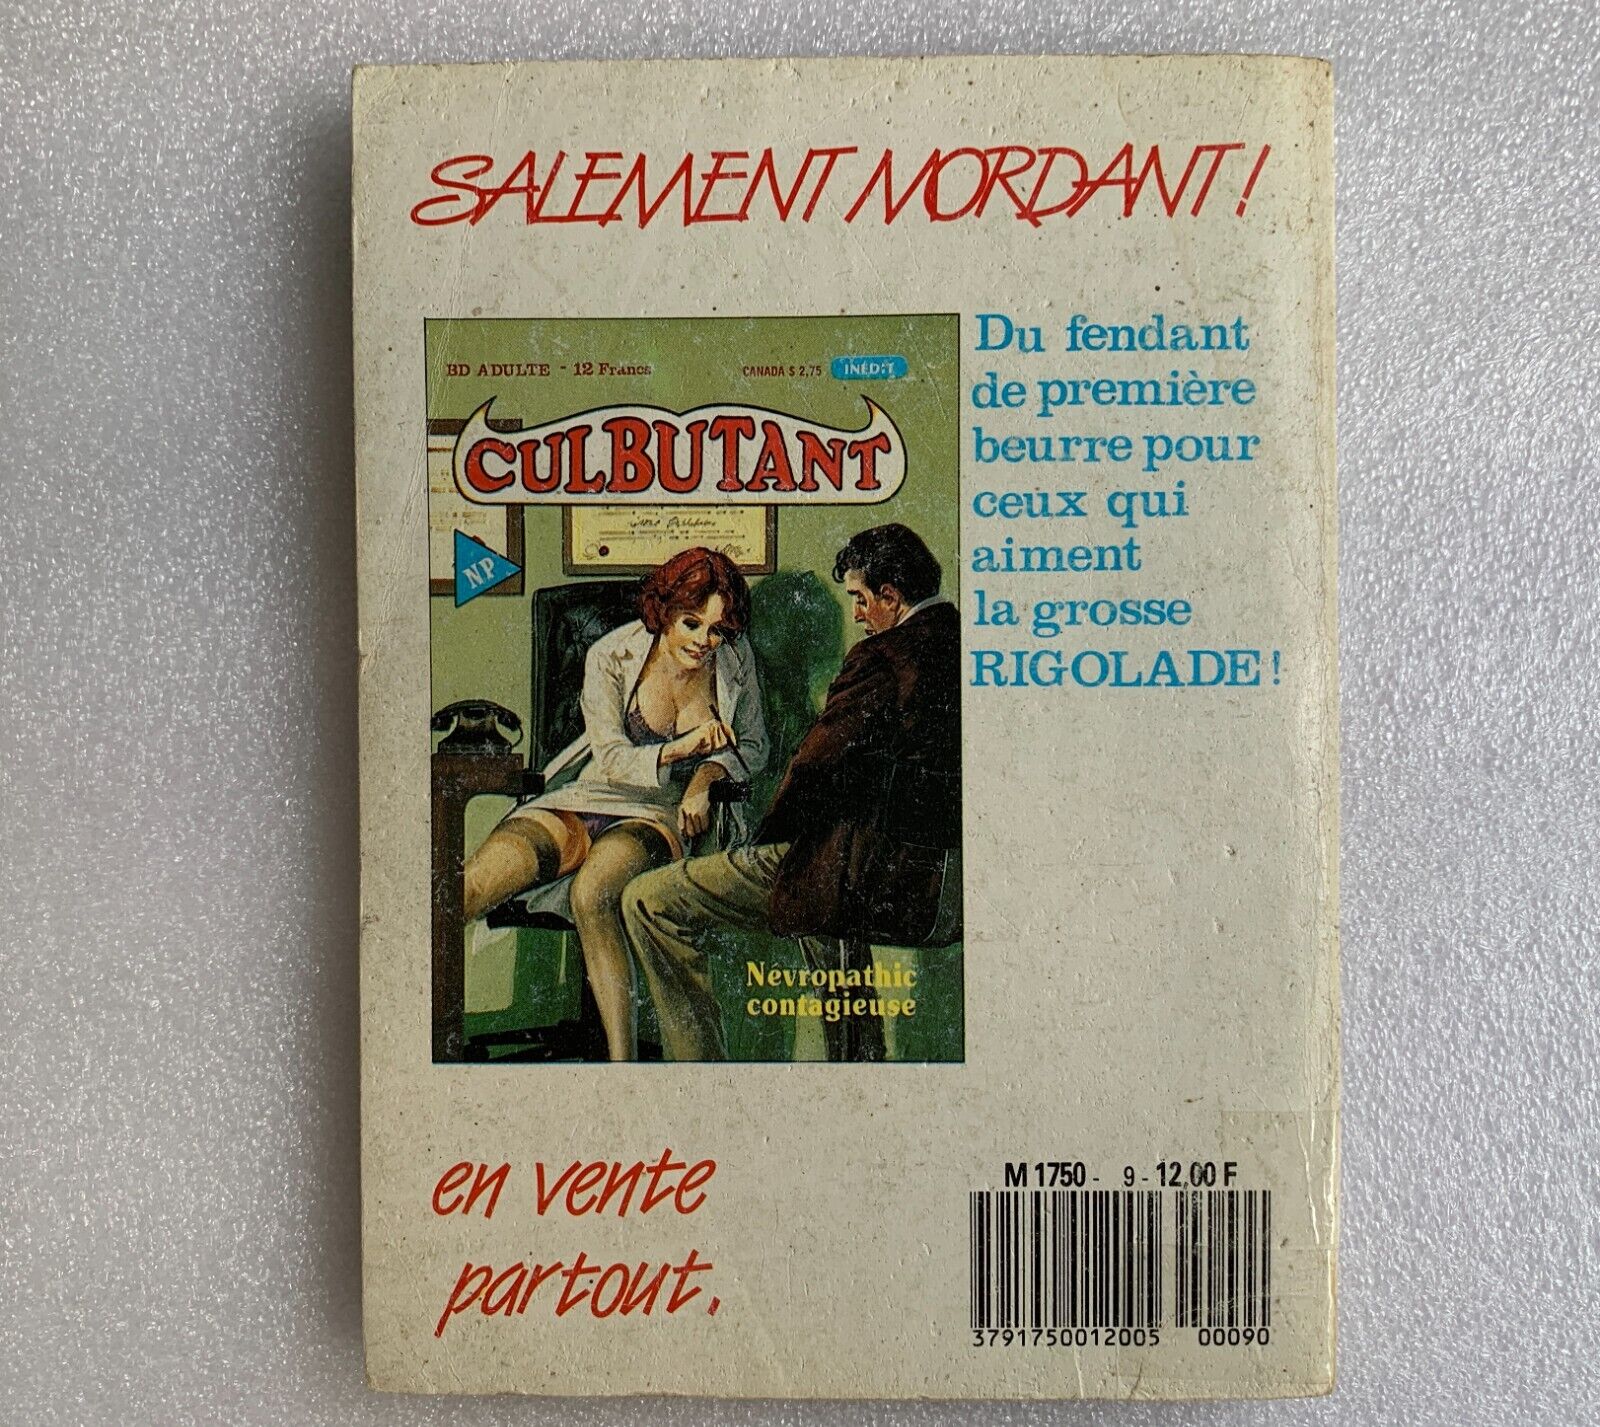 SALEMENT MORDANT !
BD ADULTE - 12 Francs
CANADA $ 2,75
INÉDIT
CULBUTANT
NP
Névropathic
contagieuse
Du fendant
de première
beurre pour
ceux qui
aiment
la grosse
RIGOLADE !
en vente
partout.
M 1750 - 9 - 12,00 F
3791750012005 00090